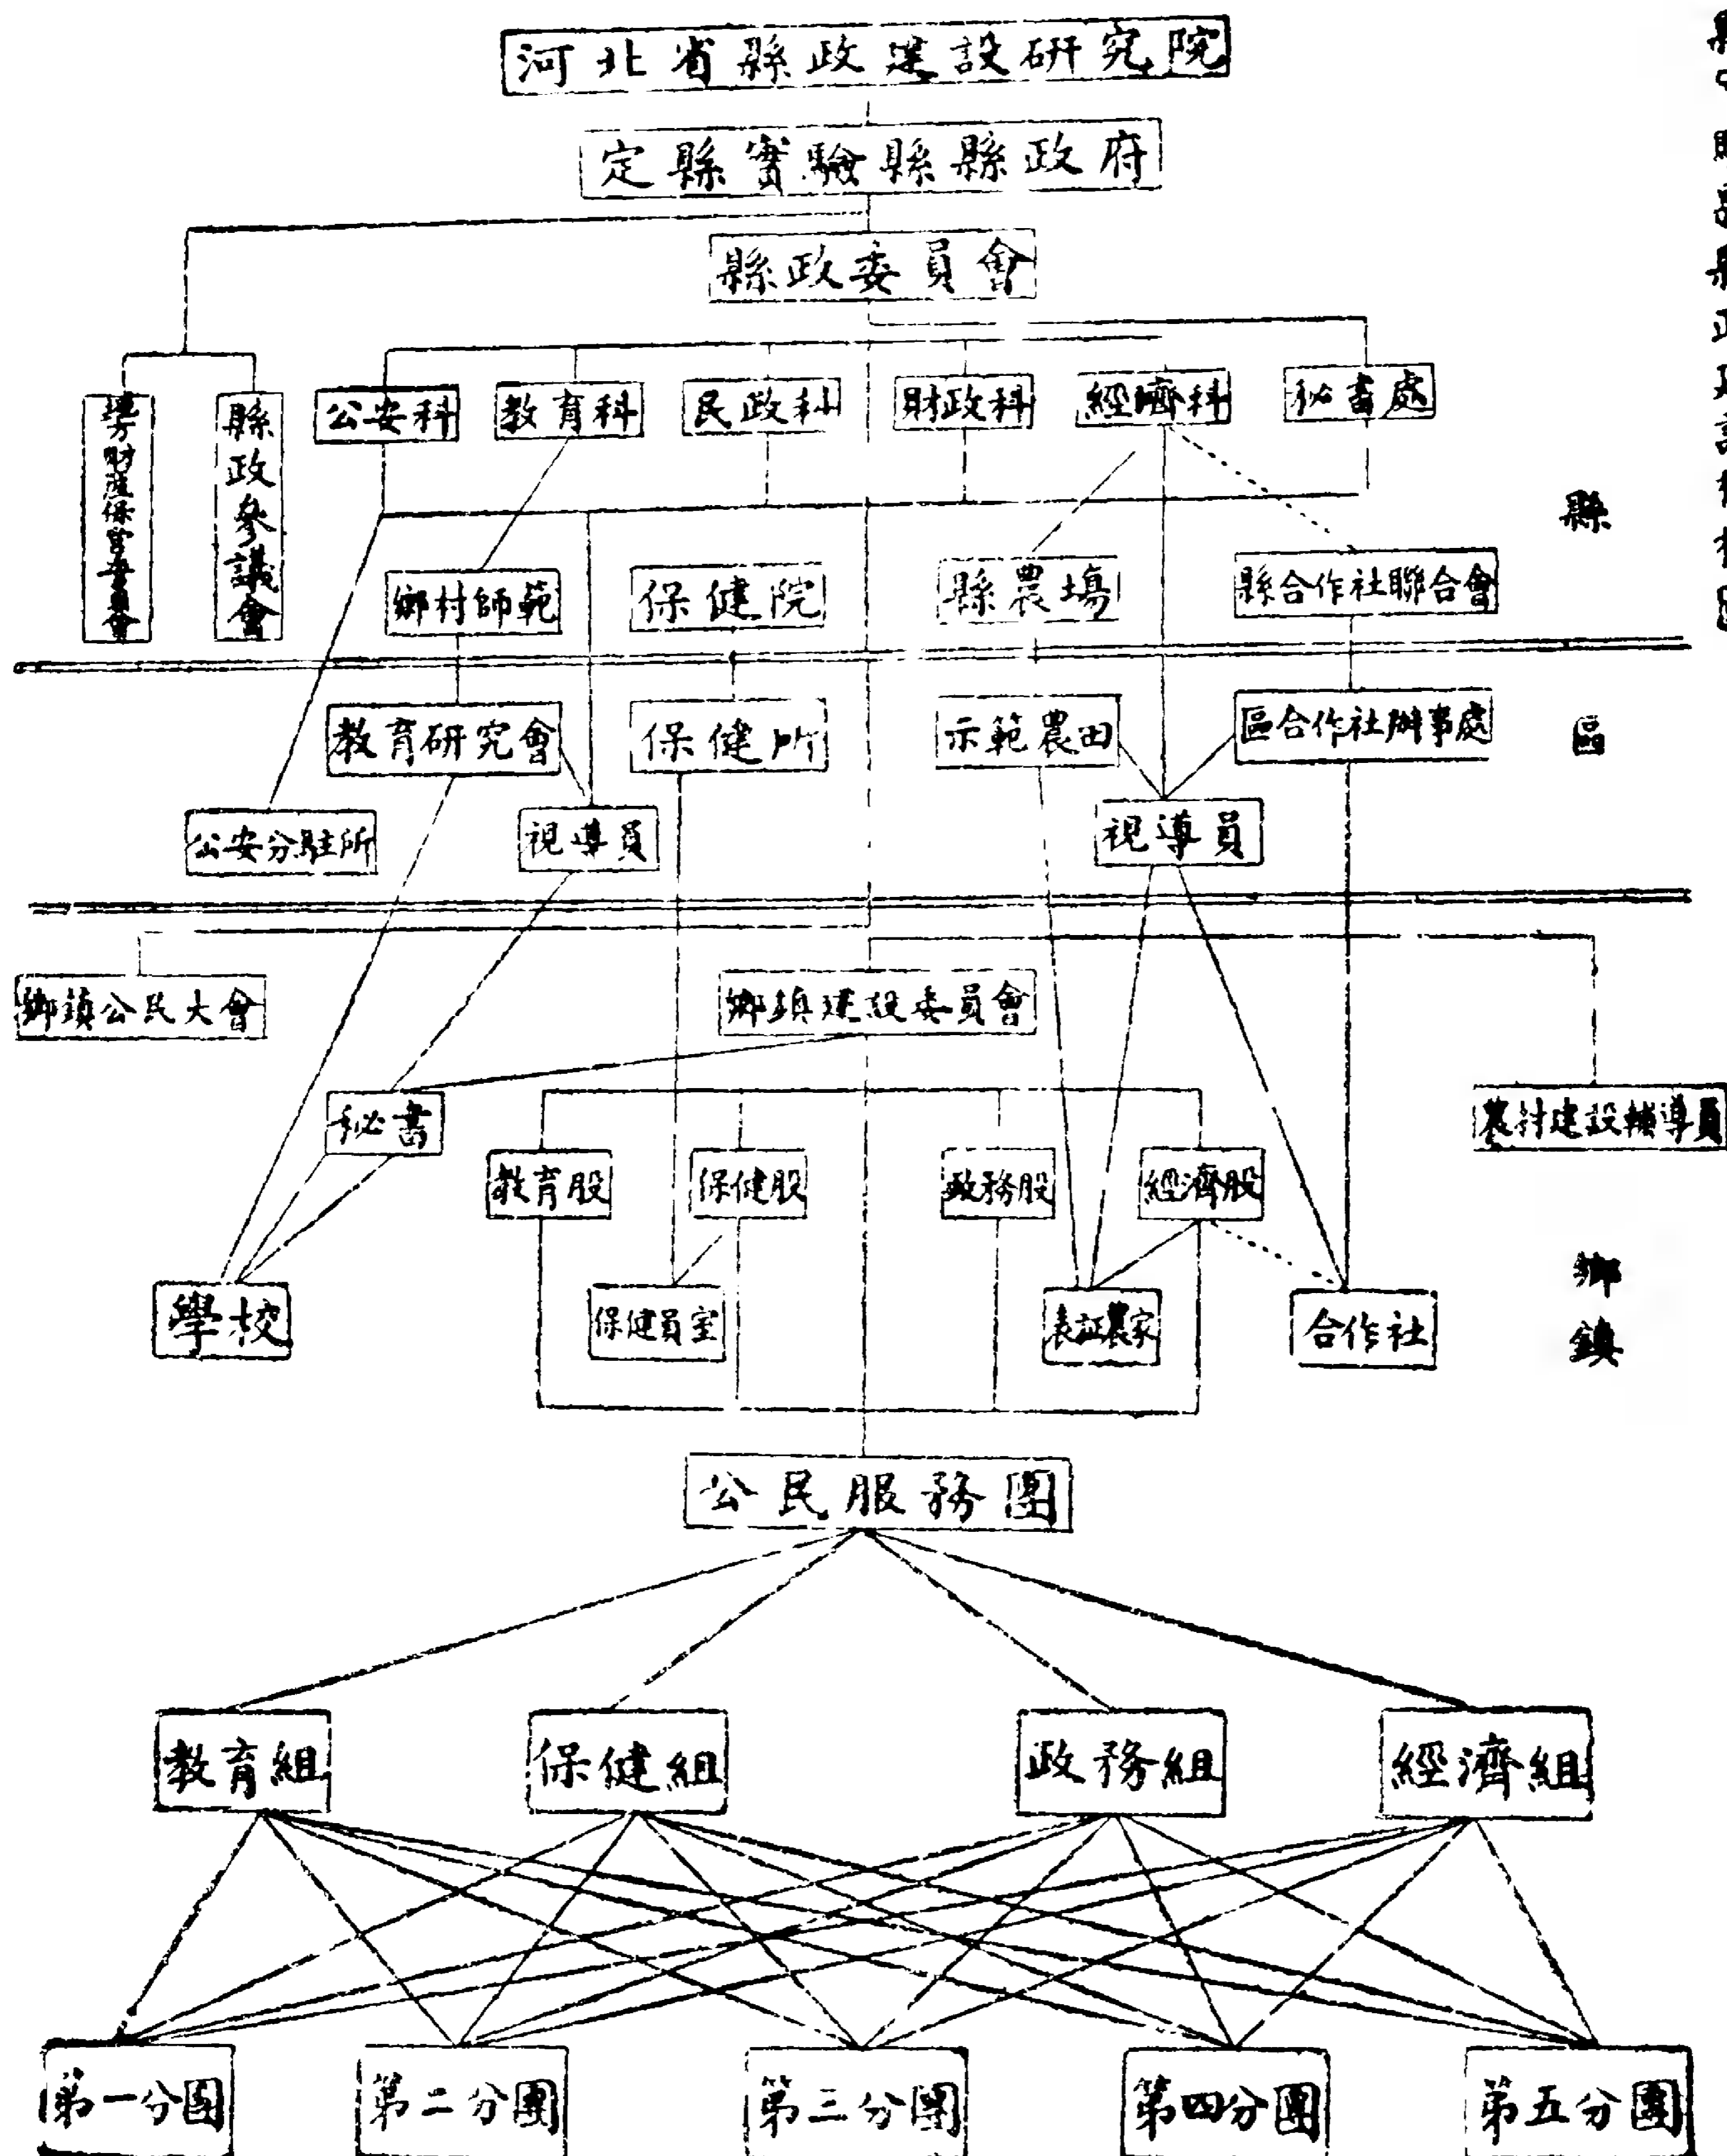 河北省縣政建設研究院
定縣實驗縣縣政府
縣政委員會
地方財產保管委員會
縣政參議會
公安科
教育科
民政科
財政科
經濟科
秘書處
縣
鄉村師範
保健院
縣農場
縣合作社聯合會
教育研究會
保健所
示範農田
區合作社辦事處
區
公安分駐所
視導員
視導員
鄉鎮公民大會
鄉鎮建設委員會
秘書
農村建設輔導員
教育股
保健股
政務股
經濟股
學校
保健員室
表証農家
合作社
鄉鎮
公民服務團
教育組
保健組
政務組
經濟組
第一分團
第二分團
第三分團
第四分團
第五分團